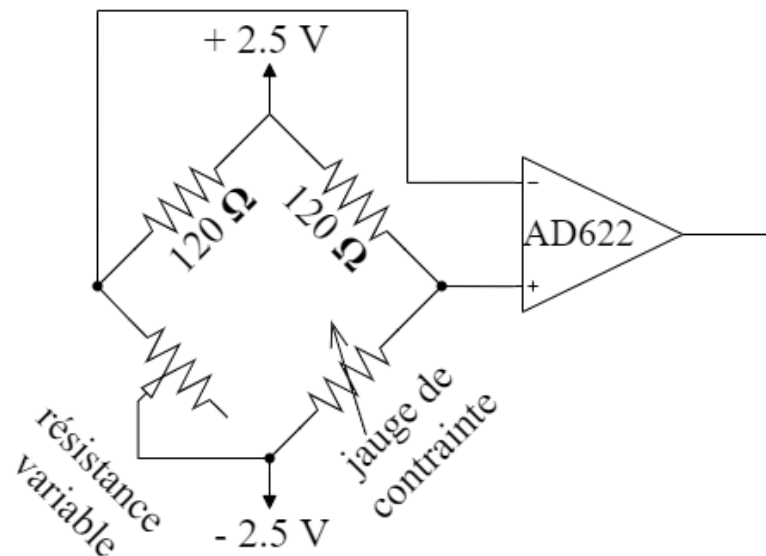 + 2.5 V
120 Ω
120 Ω
−
AD622
+
résistance
variable
jauge de
contrainte
- 2.5 V